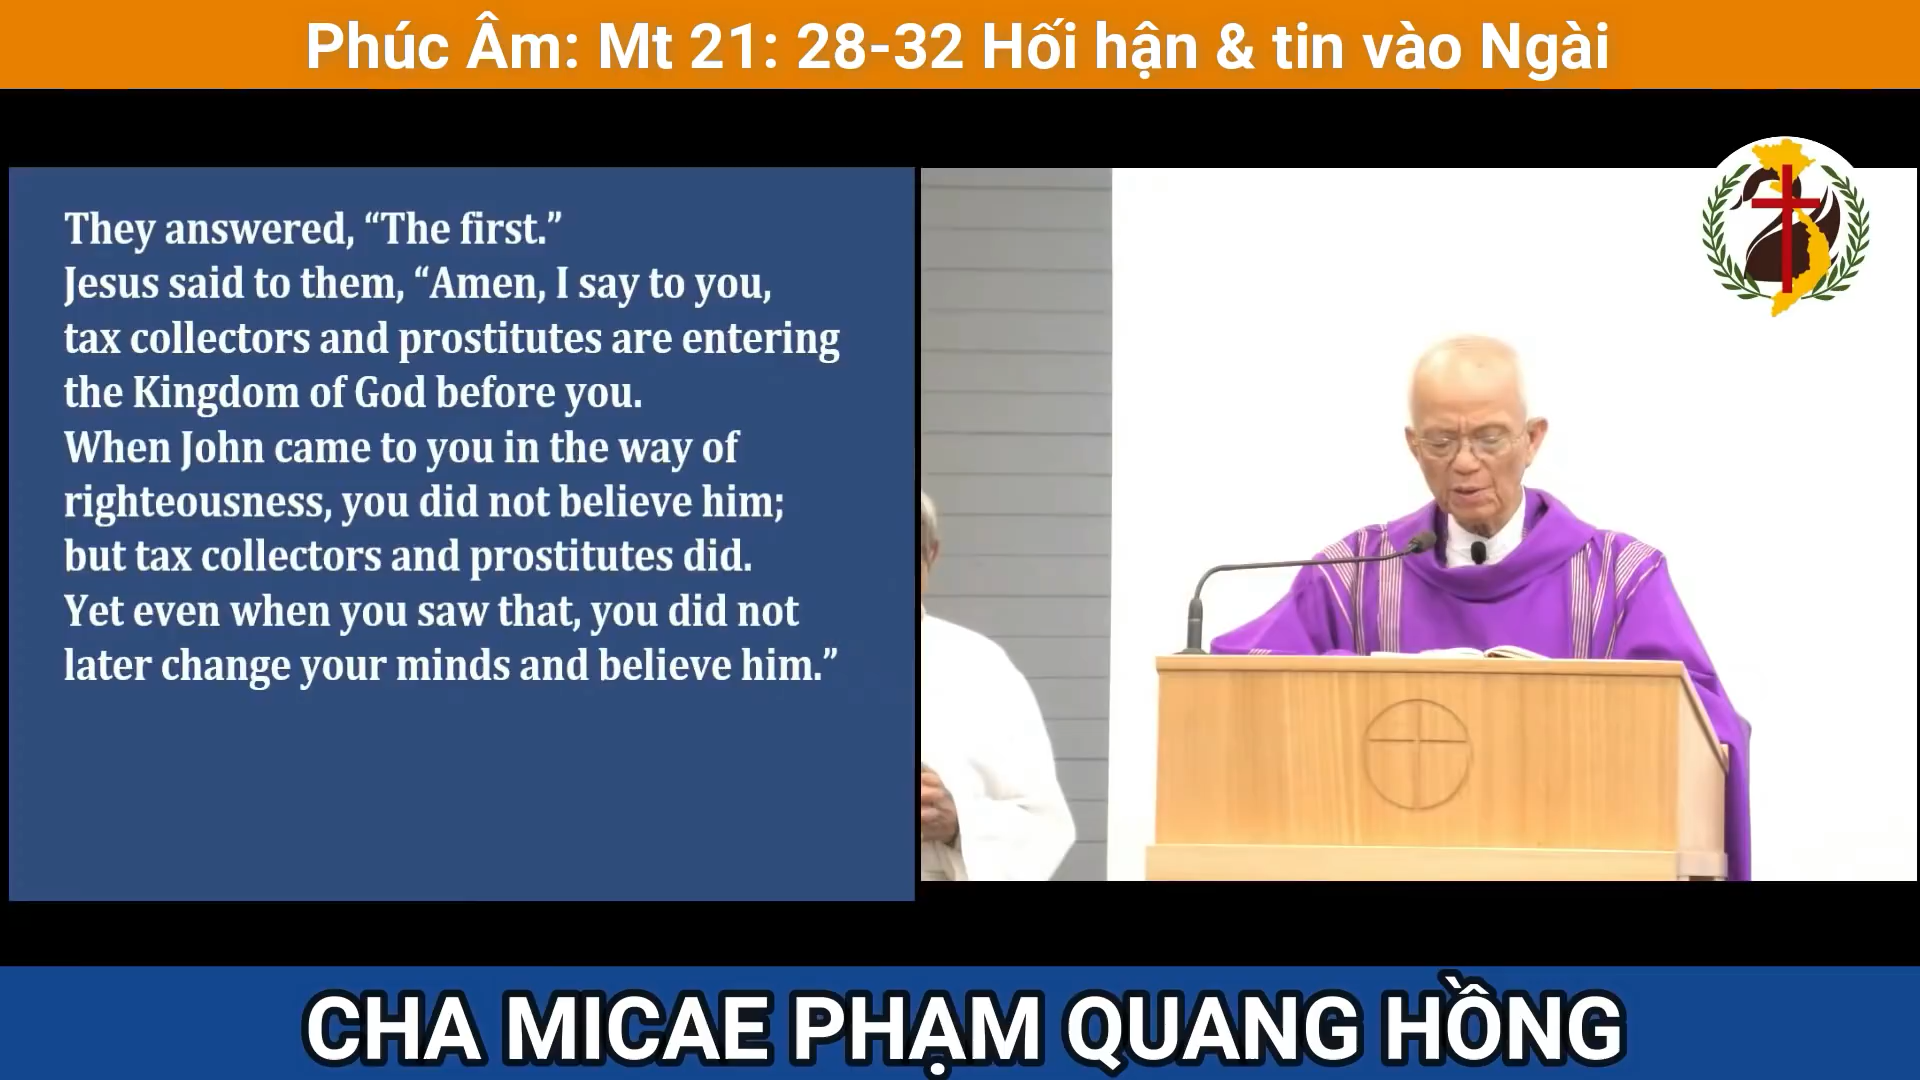 Phúc Âm: Mt 21: 28-32 Hối hận & tin vào Ngài
They answered, “The first.”
Jesus said to them, “Amen, I say to you,
tax collectors and prostitutes are entering
the Kingdom of God before you.
When John came to you in the way of
righteousness, you did not believe him;
but tax collectors and prostitutes did.
Yet even when you saw that, you did not
later change your minds and believe him.”
CHA MICAE PHẠM QUANG HỒNG